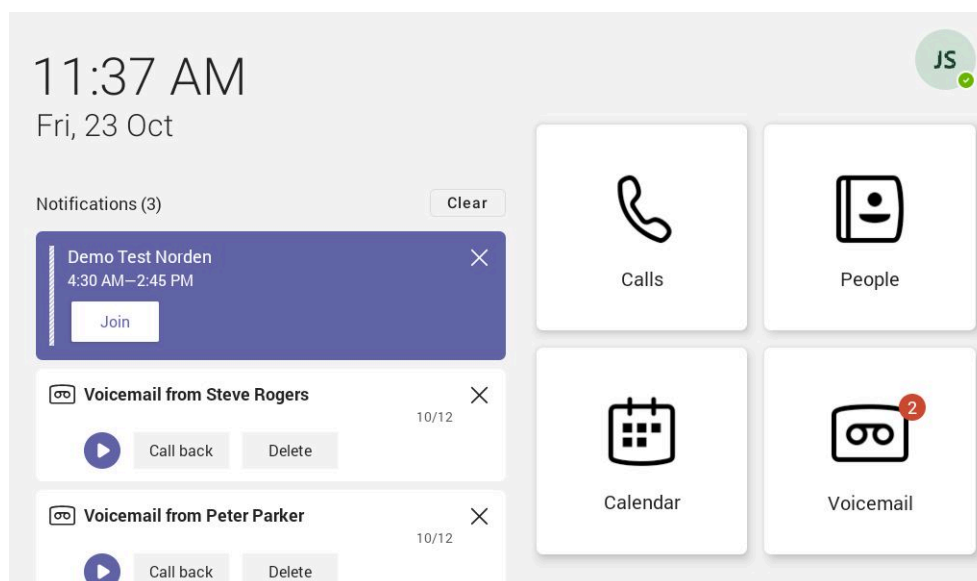 11:37 AM
Fri, 23 Oct
JS
Notifications (3)
Clear
Demo Test Norden
4:30 AM–2:45 PM
Join
Voicemail from Steve Rogers
10/12
Call back
Delete
Voicemail from Peter Parker
10/12
Call back
Delete
Calls
People
Calendar
2
Voicemail